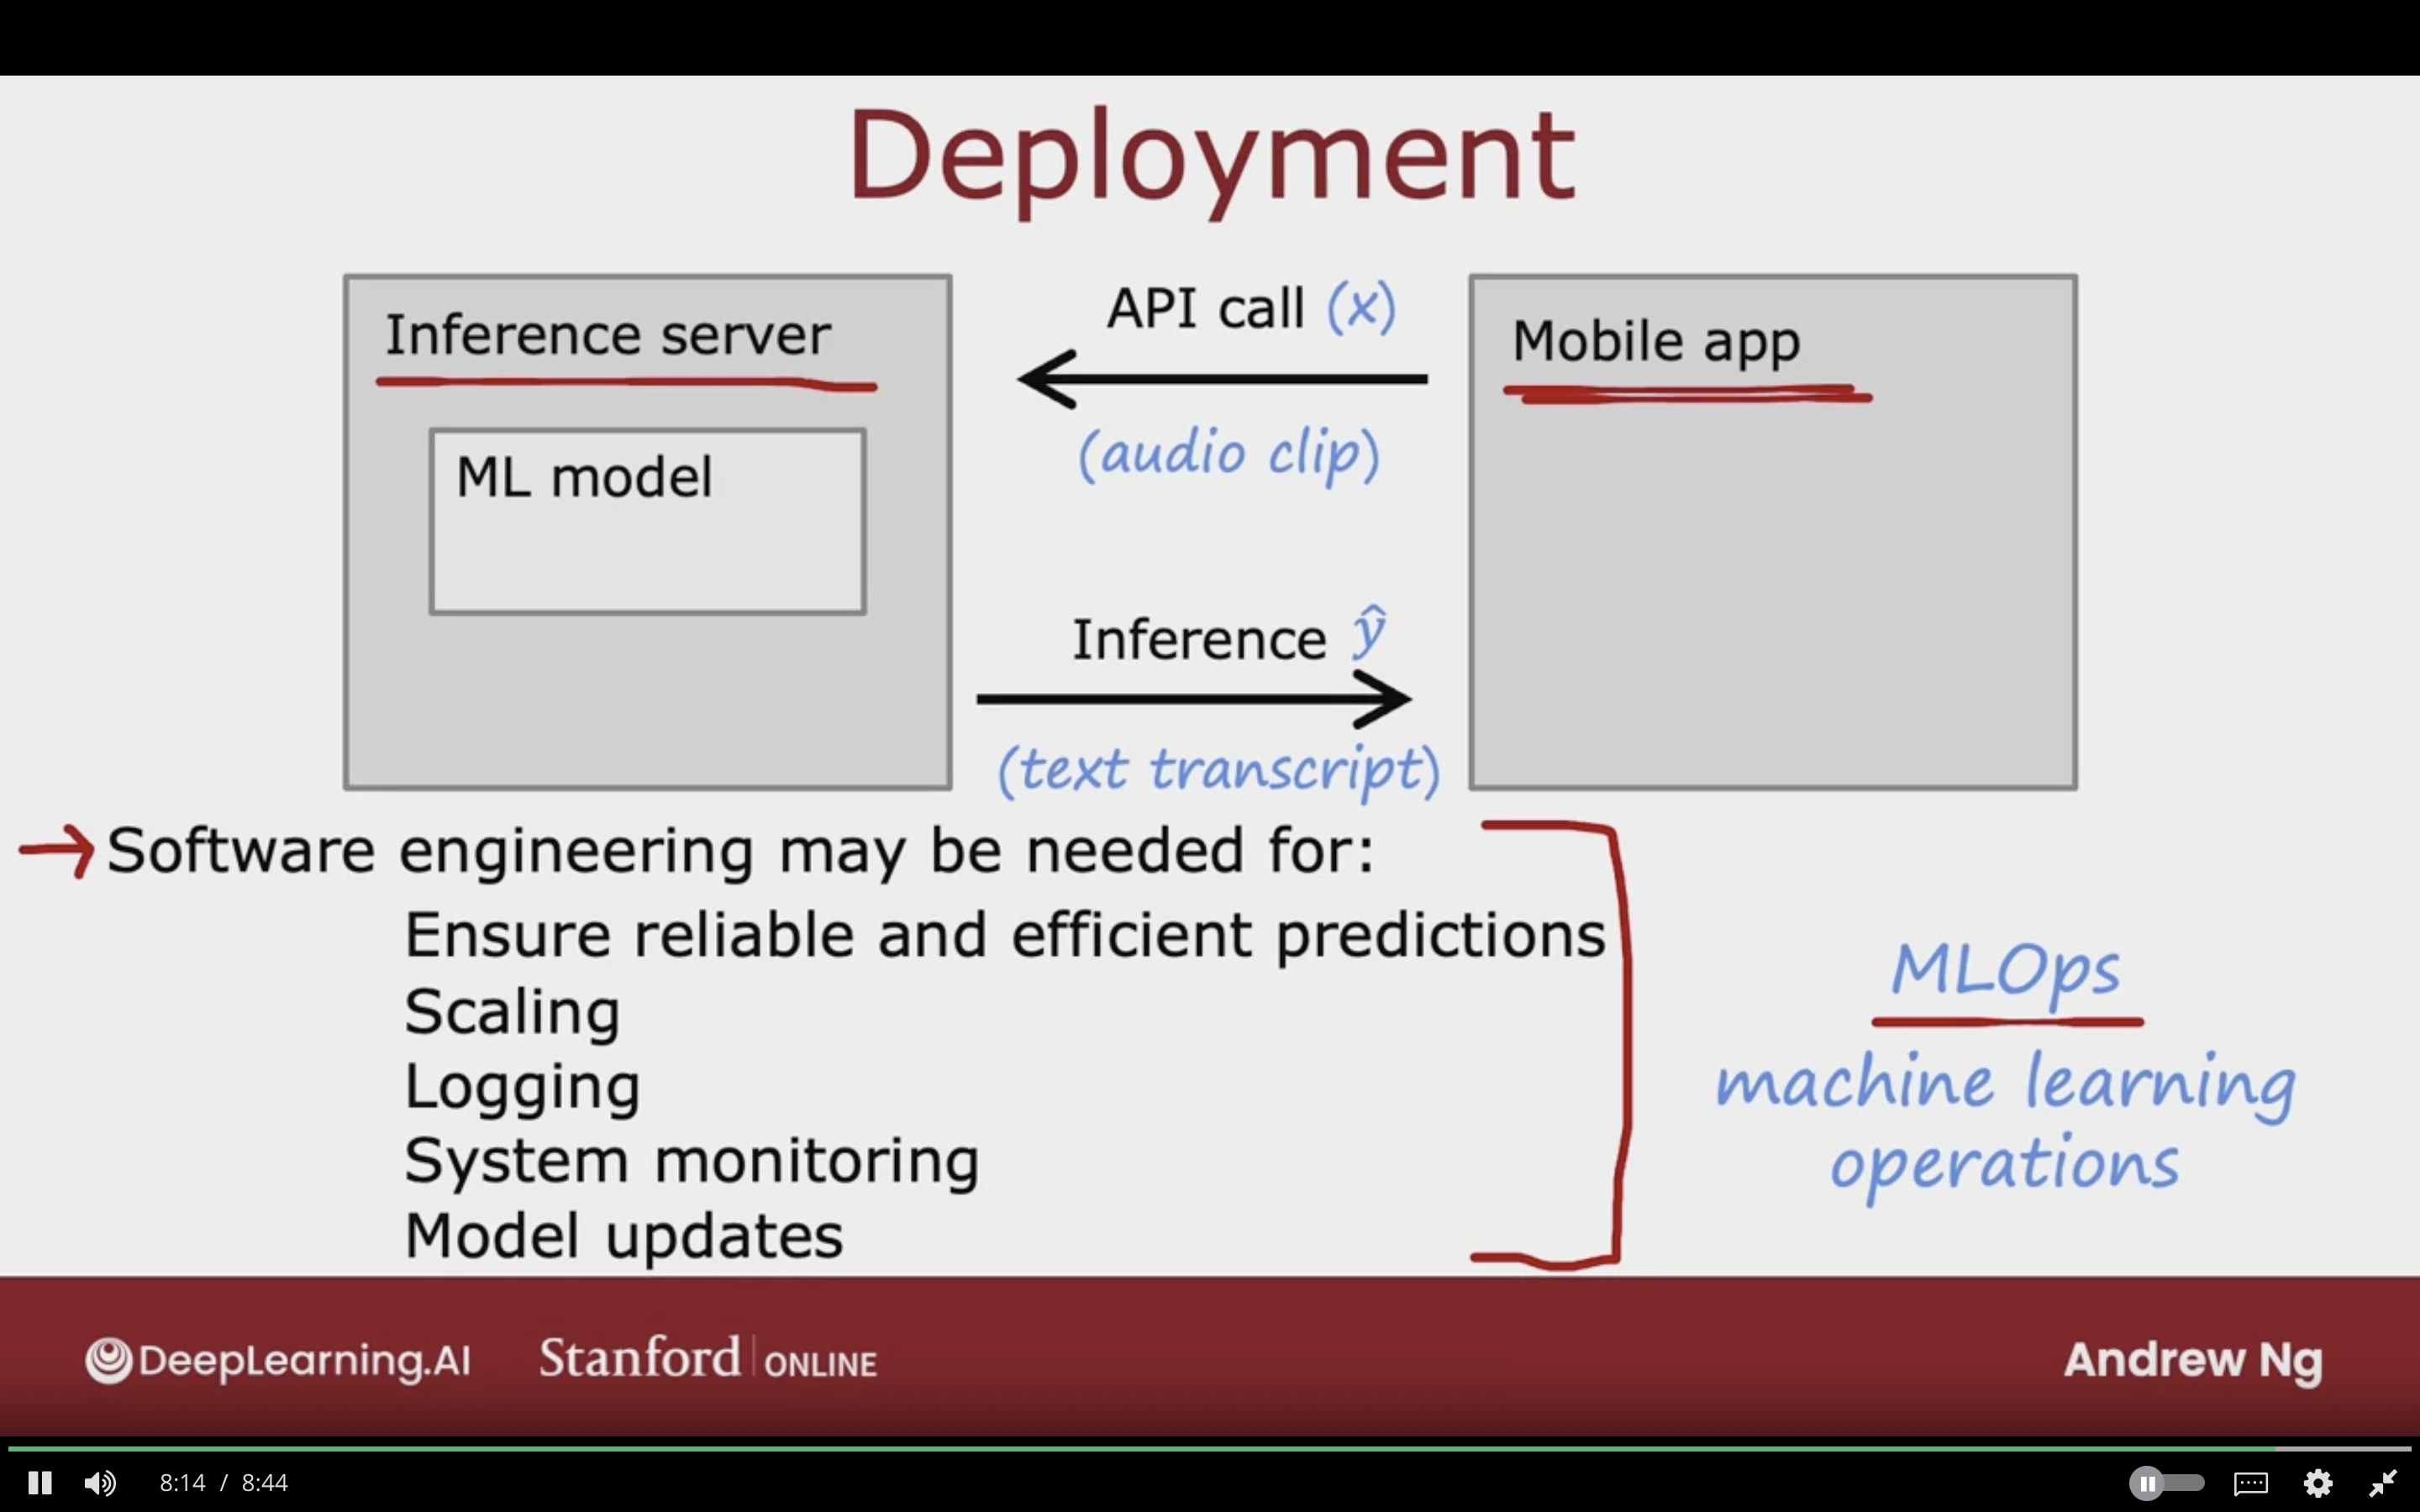 Deployment
Inference server
ML model
API call (x)
(audio clip)
Inference ŷ
(text transcript)
Mobile app
Software engineering may be needed for:
Ensure reliable and efficient predictions
Scaling
Logging
System monitoring
Model updates
MLOps
machine learning
operations
DeepLearning.AI
Stanford | ONLINE
Andrew Ng
8:14 / 8:44